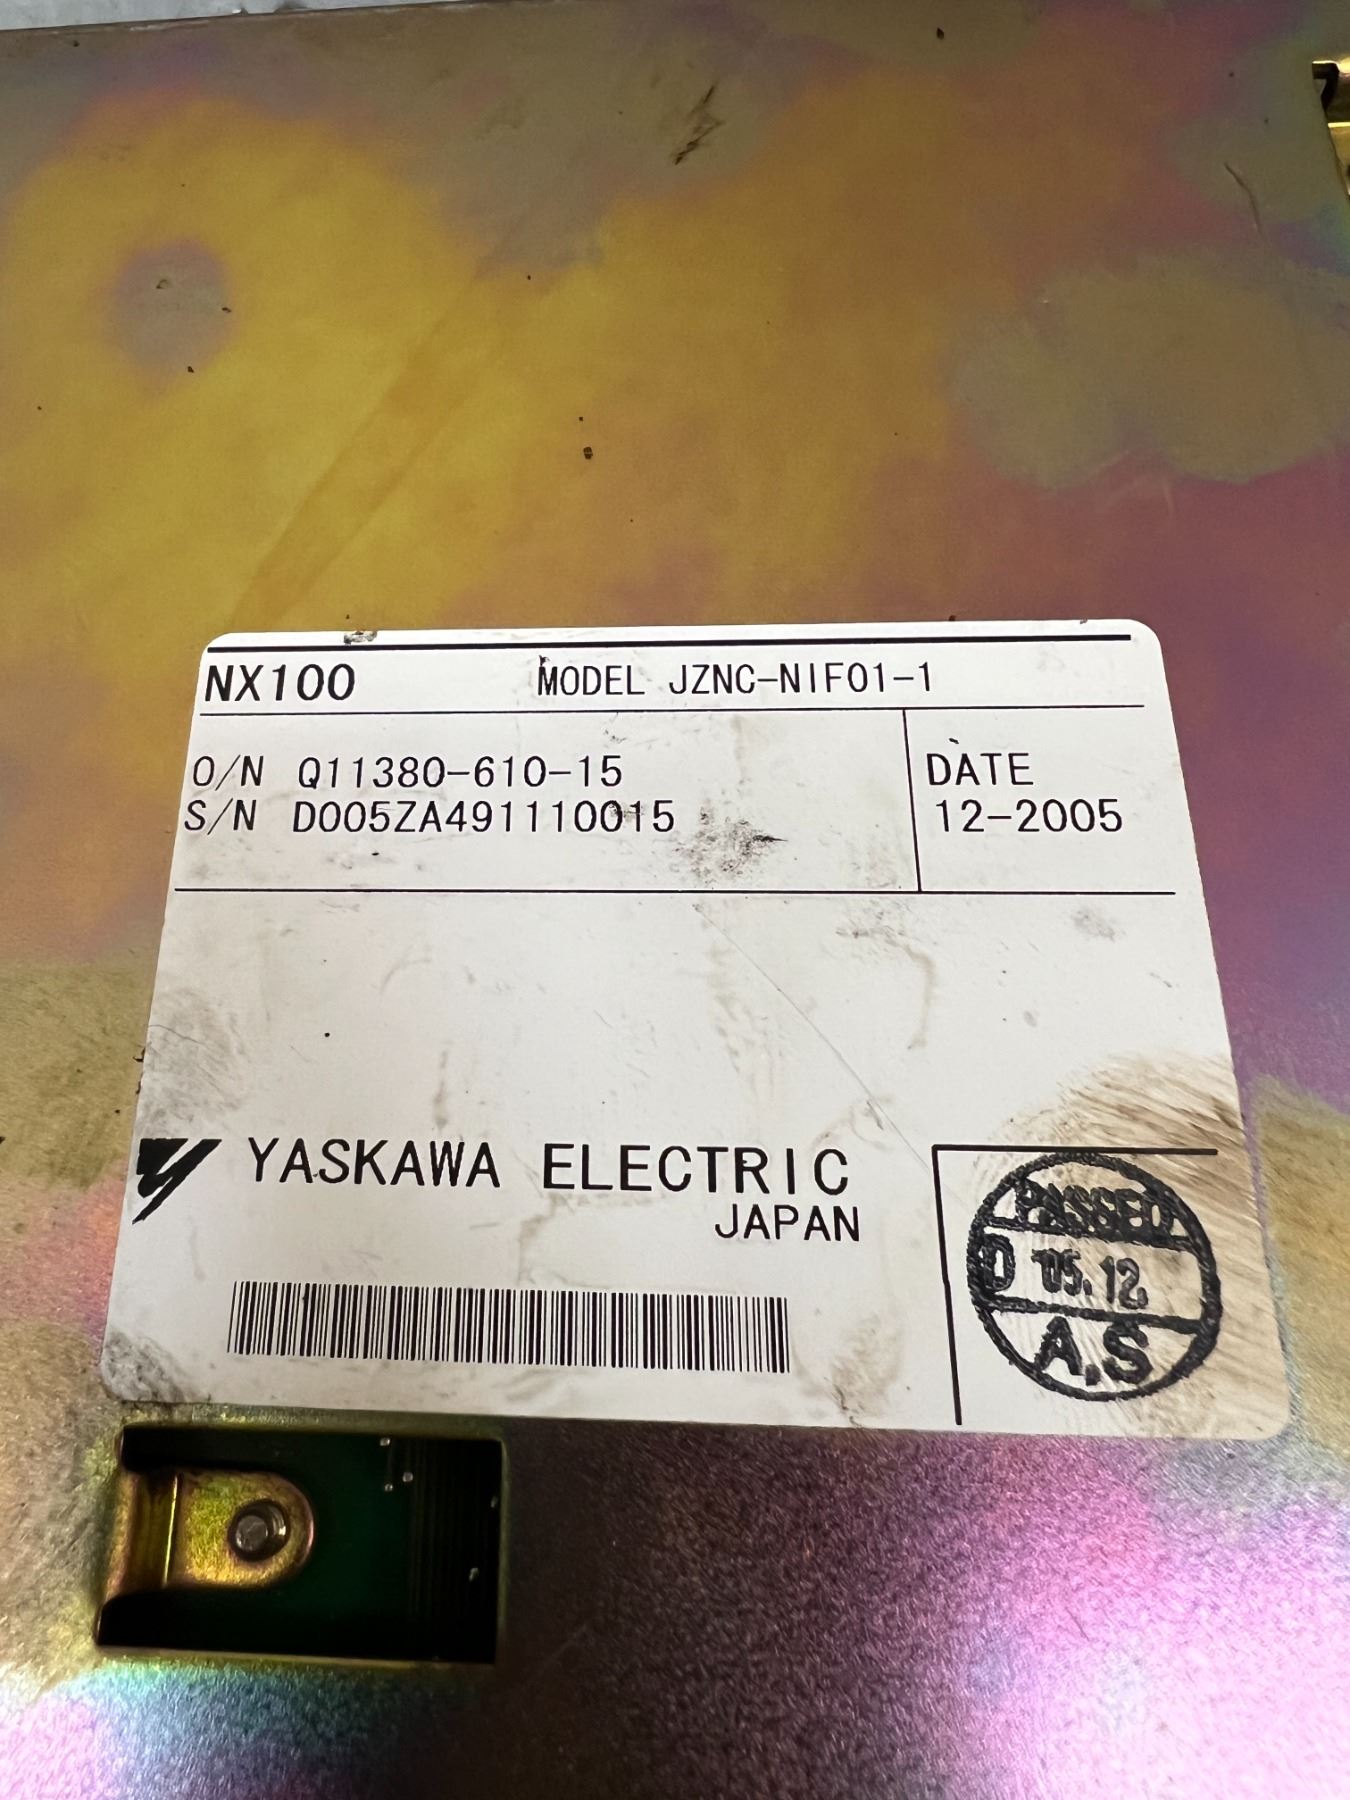 NX100 MODEL JZNC-NIF01-1
O/N Q11380-610-15
S/N D005ZA491110015
DATE
12-2005
YASKAWA ELECTRIC
JAPAN
PASSED
D '05.12
A.S